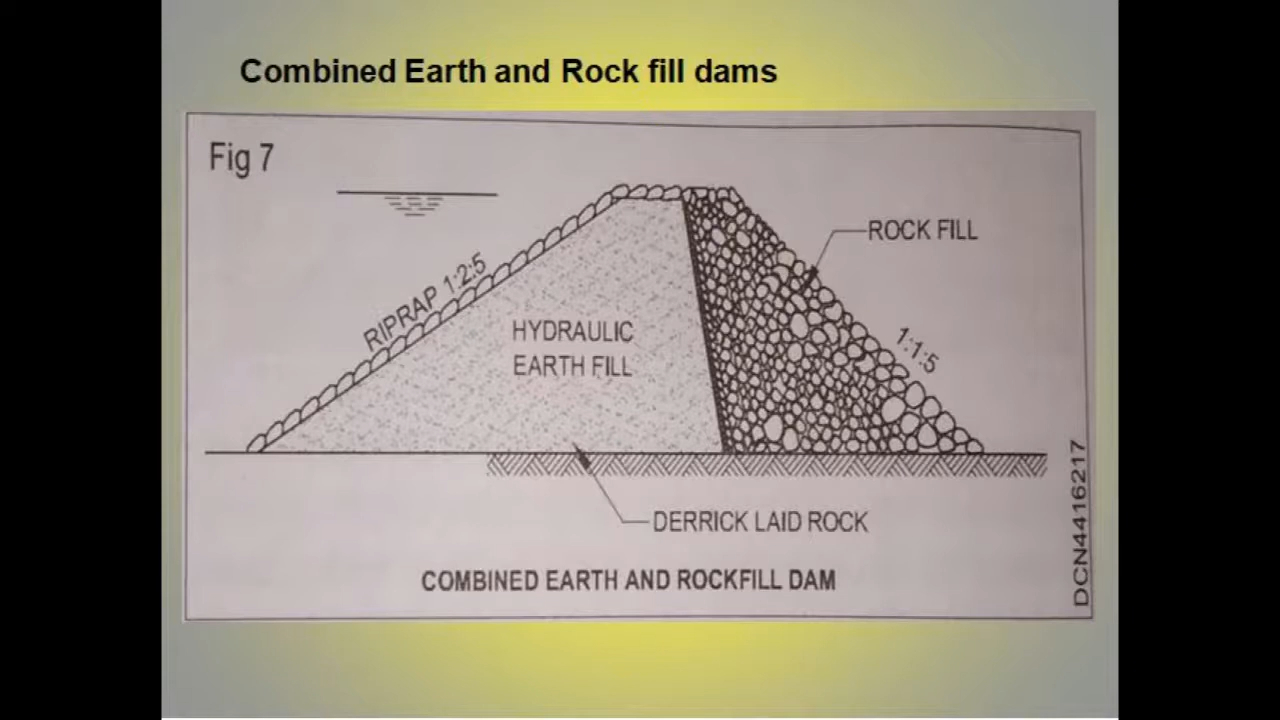 Combined Earth and Rock fill dams
Fig 7
ROCK FILL
RIPRAP 1:2:5
HYDRAULIC
EARTH FILL
1:1:5
DERRICK LAID ROCK
COMBINED EARTH AND ROCKFILL DAM
DCN4416217